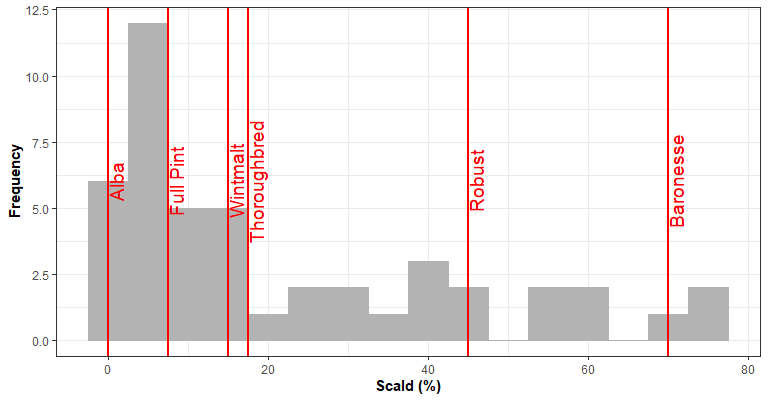 12.5
10.0
7.5
5.0
2.5
0.0
Frequency
Alba
Full Pint
Wintmalt
Thoroughbred
Robust
Baronesse
0
20
40
60
80
Scald (%)